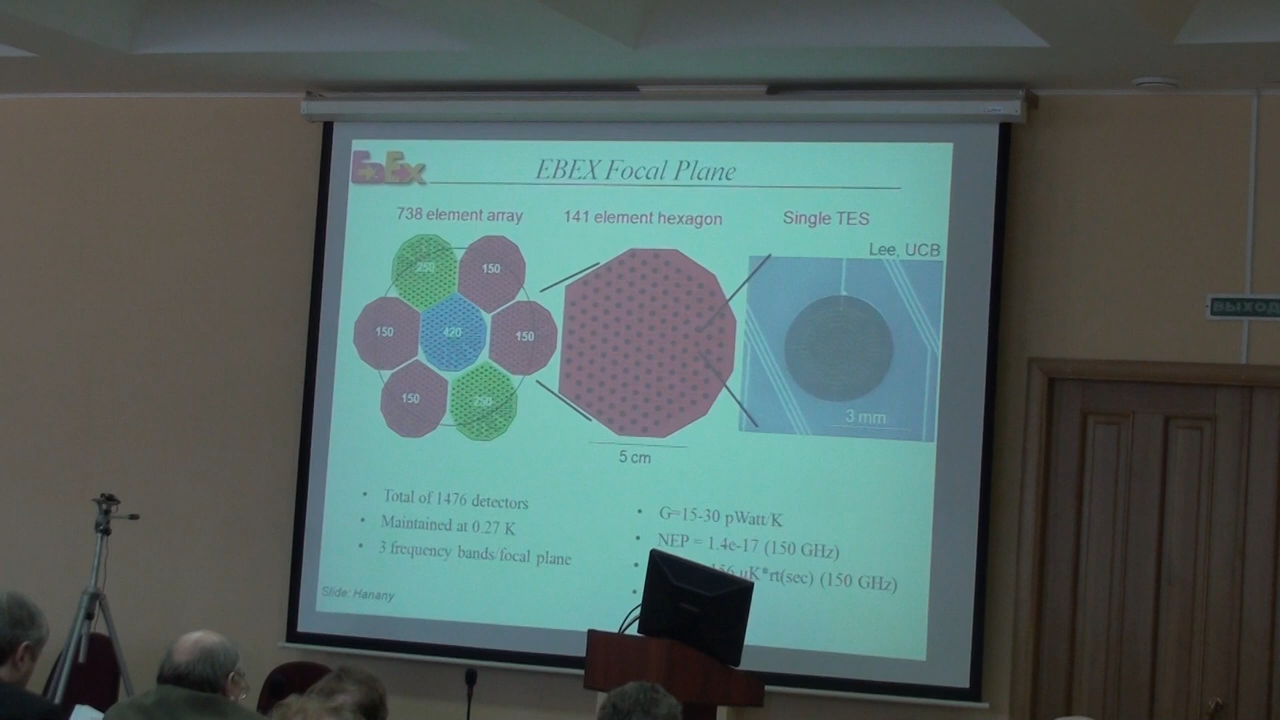 EBEX
EBEX Focal Plane
738 element array
141 element hexagon
Single TES
Lee, UCB
250
150
150
420
150
150
250
3 mm
5 cm
• Total of 1476 detectors
• Maintained at 0.27 K
• 3 frequency bands/focal plane
• G=15-30 pWatt/K
• NEP = 1.4e-17 (150 GHz)
• 156 uK*rt(sec) (150 GHz)
Slide: Hanany
ВЫХОД